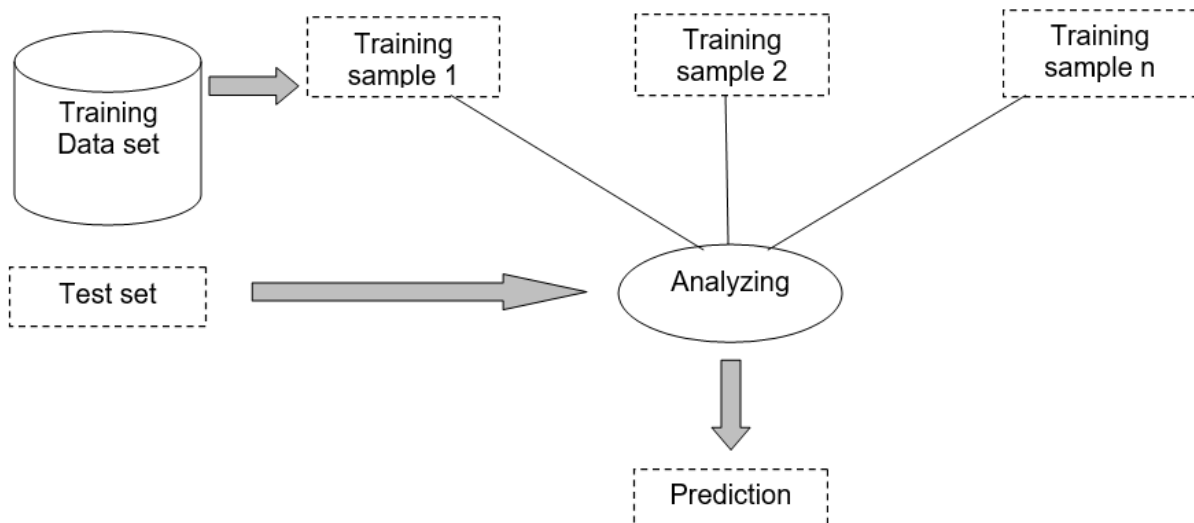 Training
Data set
Training
sample 1
Training
sample 2
Training
sample n
Test set
Analyzing
Prediction